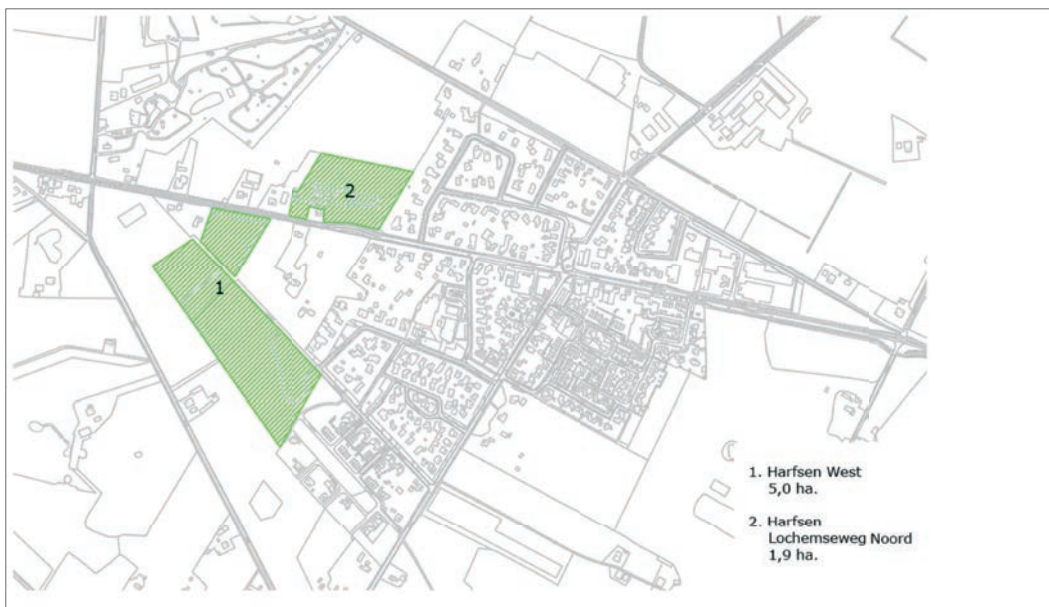 2
1
1. Harfsen West
5,0 ha.
2. Harfsen
Lochemseweg Noord
1,9 ha.